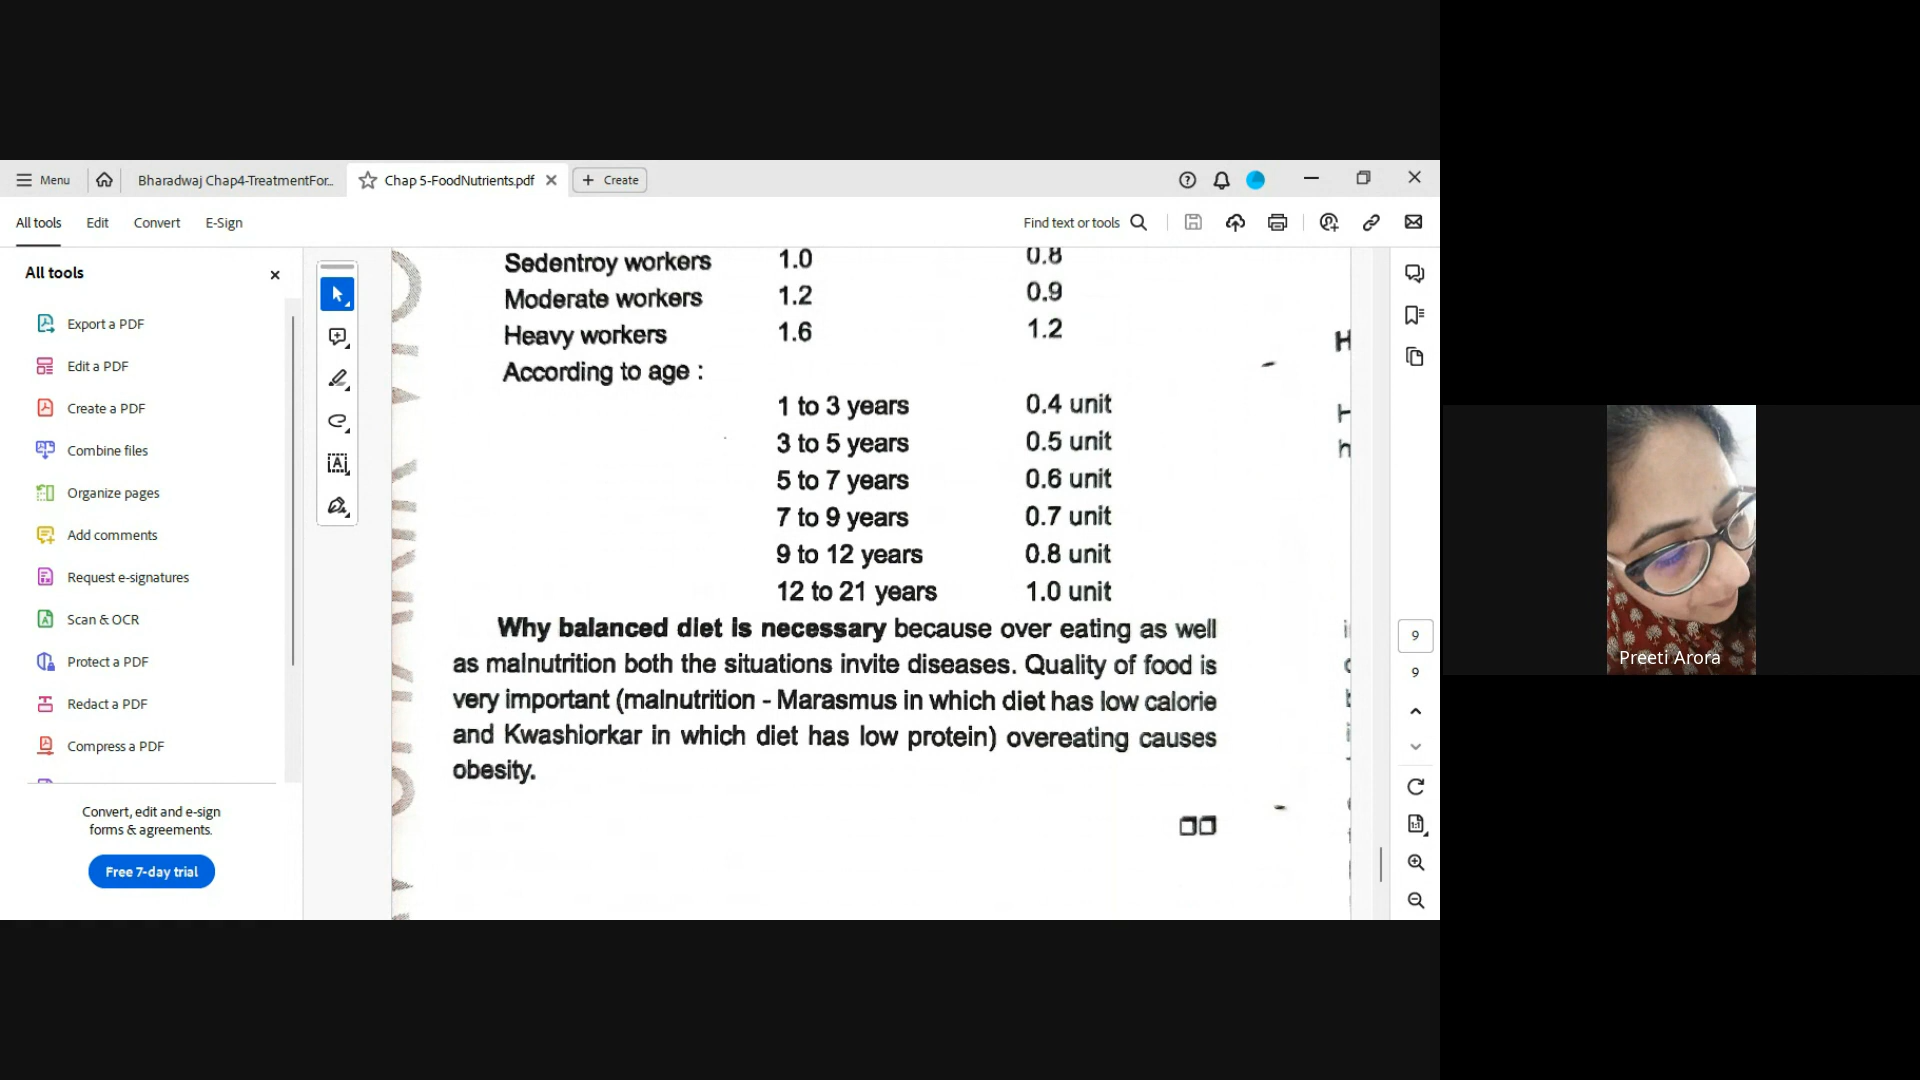 Menu
Bharadwaj Chap4-TreatmentFor...
Chap 5-FoodNutrients.pdf
Create
All tools
Edit
Convert
E-Sign
Find text or tools
All tools
Export a PDF
Edit a PDF
Create a PDF
Combine files
Organize pages
Add comments
Request e-signatures
Scan & OCR
Protect a PDF
Redact a PDF
Compress a PDF
Convert, edit and e-sign
forms & agreements.
Free 7-day trial
Sedentroy workers 1.0 0.8
Moderate workers 1.2 0.9
Heavy workers 1.6 1.2
According to age :
1 to 3 years 0.4 unit
3 to 5 years 0.5 unit
5 to 7 years 0.6 unit
7 to 9 years 0.7 unit
9 to 12 years 0.8 unit
12 to 21 years 1.0 unit
Why balanced diet is necessary because over eating as well
as malnutrition both the situations invite diseases. Quality of food is
very important (malnutrition - Marasmus in which diet has low calorie
and Kwashiorkar in which diet has low protein) overeating causes
obesity.
9
9
Preeti Arora